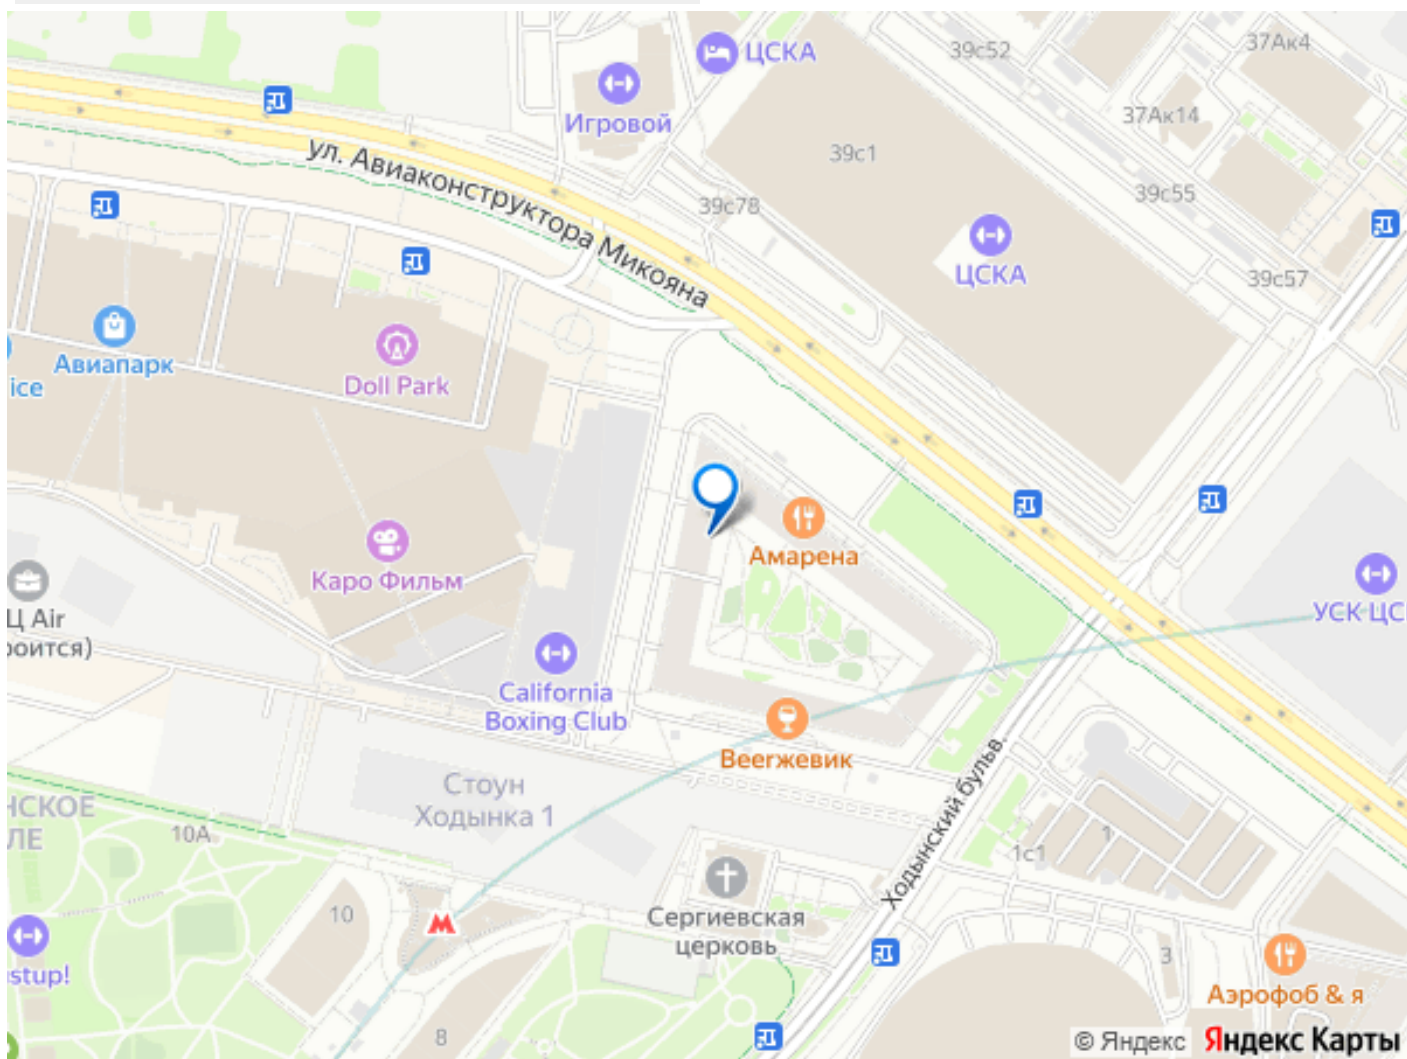 ЦСКА
39с52
37Ак4
Игровой
37Ак14
39с1
ул. Авиаконструктора Микояна
39с78
39с55
ЦСКА
39с57
Авиапарк
ice
Doll Park
Амарена
Каро Фильм
УСК ЦС
Ц Air
роится)
California
Boxing Club
Веегжевик
Стоун
Ходынка 1
Ходынский бульв.
НСКОЕ
ЛЕ
10А
1
1с1
10
Сергиевская
церковь
stup!
3
Аэрофоб & я
8
© Яндекс Яндекс Карты